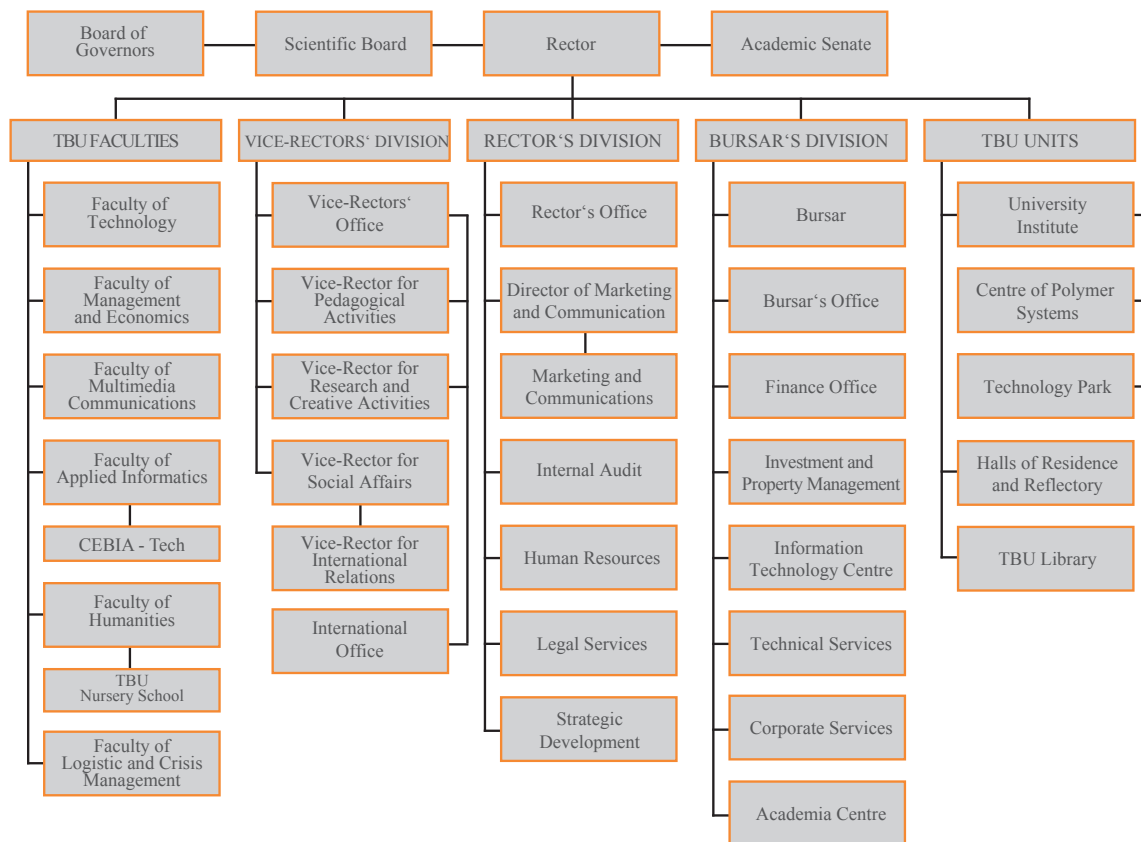 Board of
Governors
Scientific Board
Rector
Academic Senate
TBU FACULTIES
Faculty of
Technology
Faculty of
Management
and Economics
Faculty of
Multimedia
Communications
Faculty of
Applied Informatics
CEBIA - Tech
Faculty of
Humanities
TBU
Nursery School
Faculty of
Logistic and Crisis
Management
VICE-RECTORS‘ DIVISION
Vice-Rectors‘
Office
Vice-Rector for
Pedagogical
Activities
Vice-Rector for
Research and
Creative Activities
Vice-Rector for
Social Affairs
Vice-Rector for
International
Relations
International
Office
RECTOR‘S DIVISION
Rector‘s Office
Director of Marketing
and Communication
Marketing and
Communications
Internal Audit
Human Resources
Legal Services
Strategic
Development
BURSAR‘S DIVISION
Bursar
Bursar‘s Office
Finance Office
Investment and
Property Management
Information
Technology Centre
Technical Services
Corporate Services
Academia Centre
TBU UNITS
University
Institute
Centre of Polymer
Systems
Technology Park
Halls of Residence
and Reflectory
TBU Library